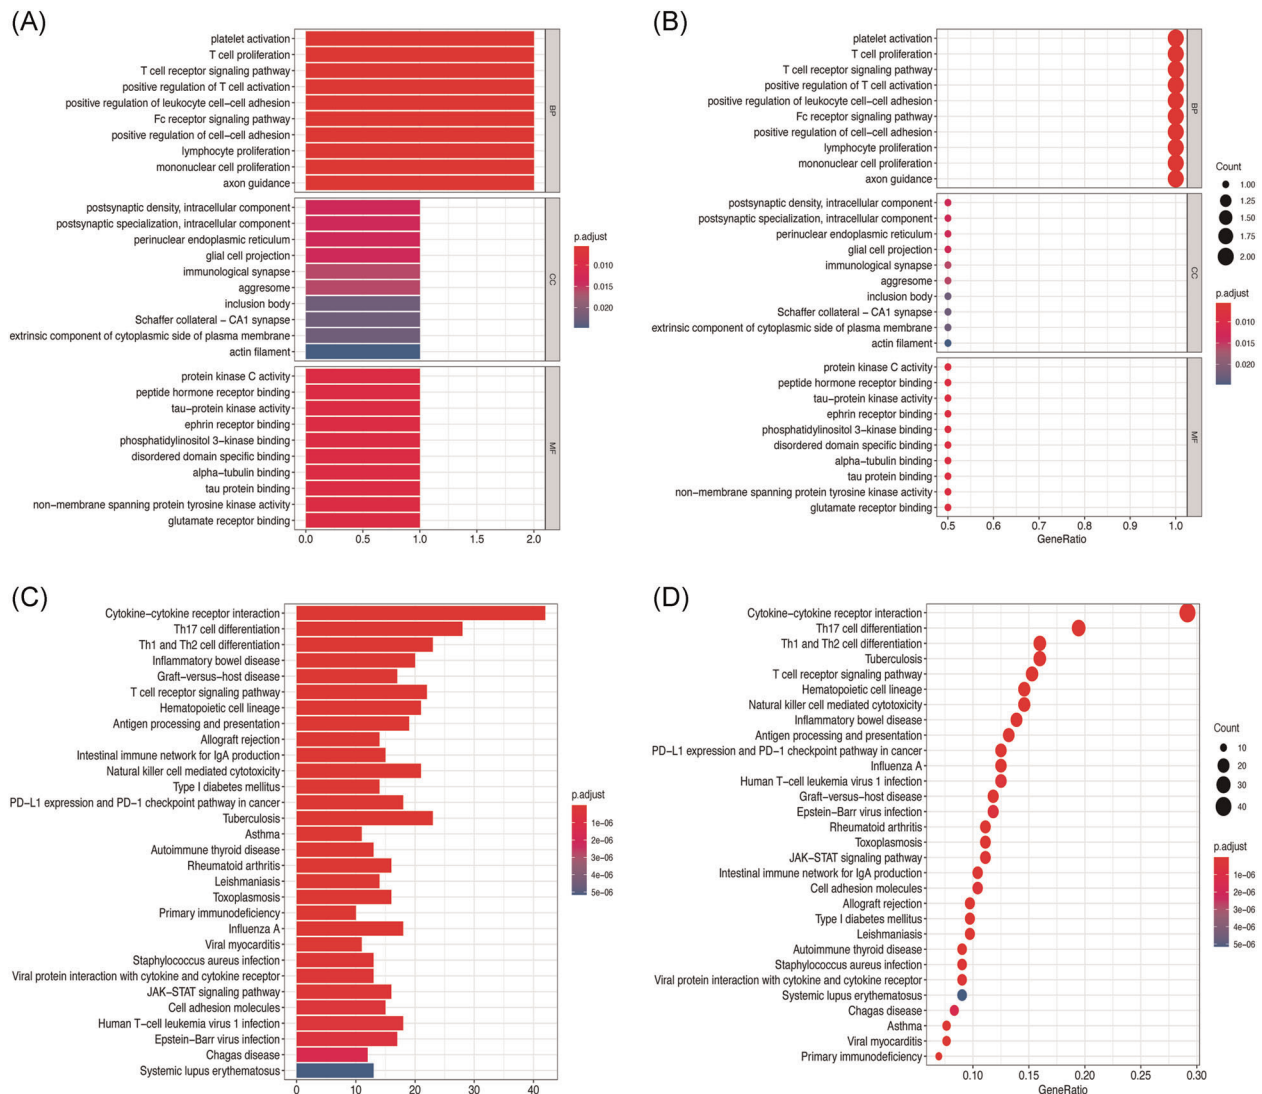 (A)
platelet activation
T cell proliferation
T cell receptor signaling pathway
positive regulation of T cell activation
positive regulation of leukocyte cell−cell adhesion
Fc receptor signaling pathway
positive regulation of cell−cell adhesion
lymphocyte proliferation
mononuclear cell proliferation
axon guidance
BP
postsynaptic density, intracellular component
postsynaptic specialization, intracellular component
perinuclear endoplasmic reticulum
glial cell projection
immunological synapse
aggresome
inclusion body
Schaffer collateral − CA1 synapse
extrinsic component of cytoplasmic side of plasma membrane
actin filament
CC
protein kinase C activity
peptide hormone receptor binding
tau−protein kinase activity
ephrin receptor binding
phosphatidylinositol 3−kinase binding
disordered domain specific binding
alpha−tubulin binding
tau protein binding
non−membrane spanning protein tyrosine kinase activity
glutamate receptor binding
MF
0.0 0.5 1.0 1.5 2.0
p.adjust
0.010
0.015
0.020
(B)
platelet activation
T cell proliferation
T cell receptor signaling pathway
positive regulation of T cell activation
positive regulation of leukocyte cell−cell adhesion
Fc receptor signaling pathway
positive regulation of cell−cell adhesion
lymphocyte proliferation
mononuclear cell proliferation
axon guidance
BP
postsynaptic density, intracellular component
postsynaptic specialization, intracellular component
perinuclear endoplasmic reticulum
glial cell projection
immunological synapse
aggresome
inclusion body
Schaffer collateral − CA1 synapse
extrinsic component of cytoplasmic side of plasma membrane
actin filament
CC
protein kinase C activity
peptide hormone receptor binding
tau−protein kinase activity
ephrin receptor binding
phosphatidylinositol 3−kinase binding
disordered domain specific binding
alpha−tubulin binding
tau protein binding
non−membrane spanning protein tyrosine kinase activity
glutamate receptor binding
MF
0.5 0.6 0.7 0.8 0.9 1.0
GeneRatio
Count
1.00
1.25
1.50
1.75
2.00
p.adjust
0.010
0.015
0.020
(C)
Cytokine−cytokine receptor interaction
Th17 cell differentiation
Th1 and Th2 cell differentiation
Inflammatory bowel disease
Graft−versus−host disease
T cell receptor signaling pathway
Hematopoietic cell lineage
Antigen processing and presentation
Allograft rejection
Intestinal immune network for IgA production
Natural killer cell mediated cytotoxicity
Type I diabetes mellitus
PD−L1 expression and PD−1 checkpoint pathway in cancer
Tuberculosis
Asthma
Autoimmune thyroid disease
Rheumatoid arthritis
Leishmaniasis
Toxoplasmosis
Primary immunodeficiency
Influenza A
Viral myocarditis
Staphylococcus aureus infection
Viral protein interaction with cytokine and cytokine receptor
JAK−STAT signaling pathway
Cell adhesion molecules
Human T−cell leukemia virus 1 infection
Epstein−Barr virus infection
Chagas disease
Systemic lupus erythematosus
0 10 20 30 40
p.adjust
1e−06
2e−06
3e−06
4e−06
5e−06
(D)
Cytokine−cytokine receptor interaction
Th17 cell differentiation
Th1 and Th2 cell differentiation
Tuberculosis
T cell receptor signaling pathway
Hematopoietic cell lineage
Natural killer cell mediated cytotoxicity
Inflammatory bowel disease
Antigen processing and presentation
PD−L1 expression and PD−1 checkpoint pathway in cancer
Influenza A
Human T−cell leukemia virus 1 infection
Graft−versus−host disease
Epstein−Barr virus infection
Rheumatoid arthritis
Toxoplasmosis
JAK−STAT signaling pathway
Intestinal immune network for IgA production
Cell adhesion molecules
Allograft rejection
Type I diabetes mellitus
Leishmaniasis
Autoimmune thyroid disease
Staphylococcus aureus infection
Viral protein interaction with cytokine and cytokine receptor
Systemic lupus erythematosus
Chagas disease
Asthma
Viral myocarditis
Primary immunodeficiency
0.10 0.15 0.20 0.25 0.30
GeneRatio
Count
10
20
30
40
p.adjust
1e−06
2e−06
3e−06
4e−06
5e−06